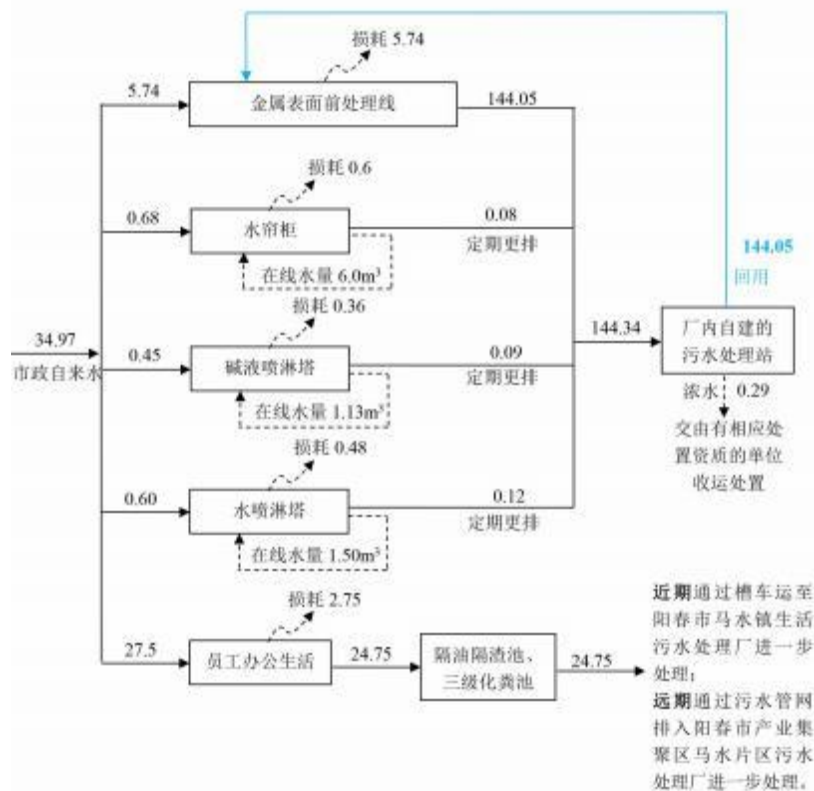 损耗 5.74
5.74
金属表面前处理线
144.05
损耗 0.6
0.68
水帘柜
0.08
定期更排
在线水量 6.0m³
144.05
回用
损耗 0.36
34.97
市政自来水
0.45
碱液喷淋塔
0.09
定期更排
在线水量 1.13m³
144.34
厂内自建的
污水处理站
浓水
0.29
交由有相应处
置资质的单位
收运处置
损耗 0.48
0.60
水喷淋塔
0.12
定期更排
在线水量 1.50m³
损耗 2.75
27.5
员工办公生活
24.75
隔油隔渣池、
三级化粪池
24.75
近期通过槽车运至
阳春市马水镇生活
污水处理厂进一步
处理；
远期通过污水管网
排入阳春市产业集
聚区马水片区污水
处理厂进一步处理。